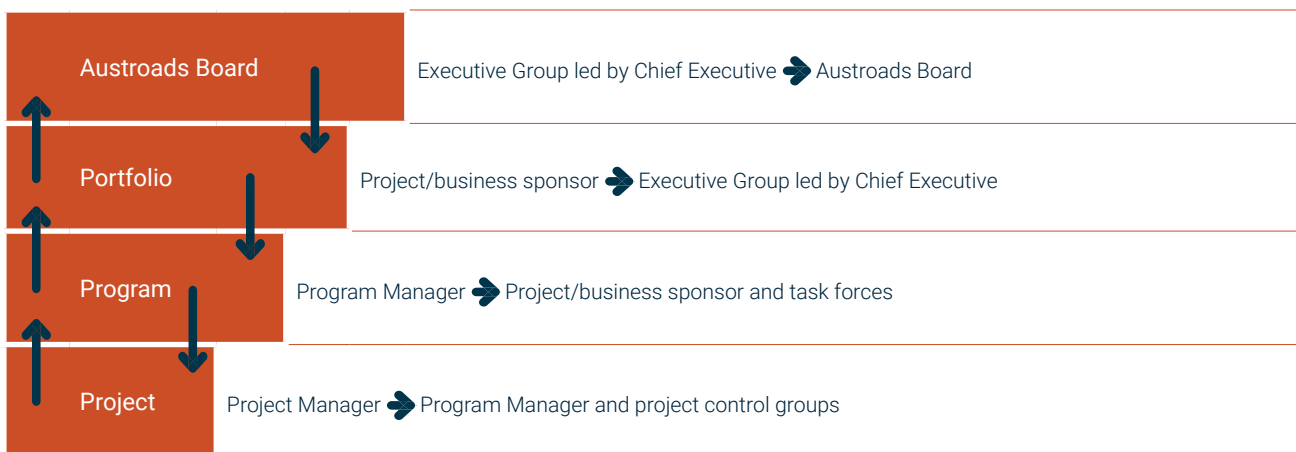 Austroads Board
Executive Group led by Chief Executive Austroads Board
Portfolio
Project/business sponsor Executive Group led by Chief Executive
Program
Program Manager Project/business sponsor and task forces
Project
Project Manager Program Manager and project control groups